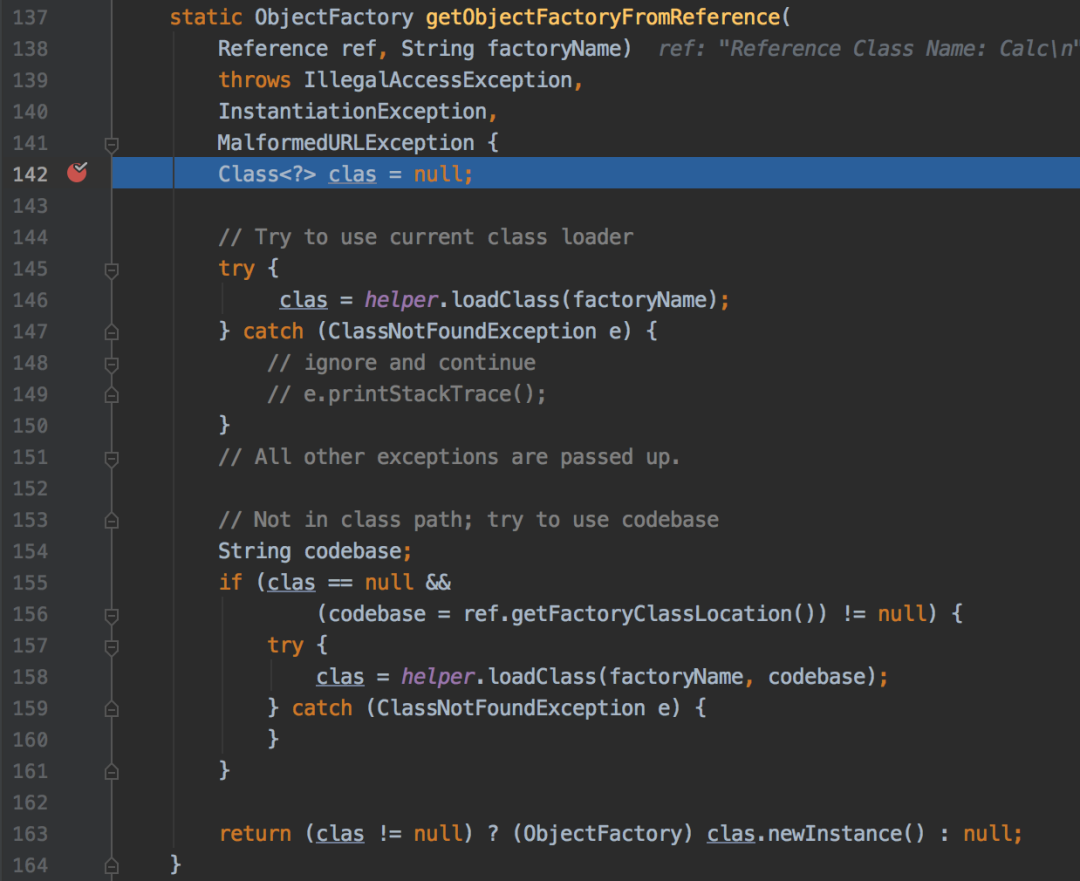 137 static ObjectFactory getObjectFactoryFromReference(
138 Reference ref, String factoryName) ref: "Reference Class Name: Calc\n"
139 throws IllegalAccessException,
140 InstantiationException,
141 MalformedURLException {
142 Class<?> clas = null;
143
144 // Try to use current class loader
145 try {
146 clas = helper.loadClass(factoryName);
147 } catch (ClassNotFoundException e) {
148 // ignore and continue
149 // e.printStackTrace();
150 }
151 // All other exceptions are passed up.
152
153 // Not in class path; try to use codebase
154 String codebase;
155 if (clas == null &&
156 (codebase = ref.getFactoryClassLocation()) != null) {
157 try {
158 clas = helper.loadClass(factoryName, codebase);
159 } catch (ClassNotFoundException e) {
160 }
161 }
162
163 return (clas != null) ? (ObjectFactory) clas.newInstance() : null;
164 }